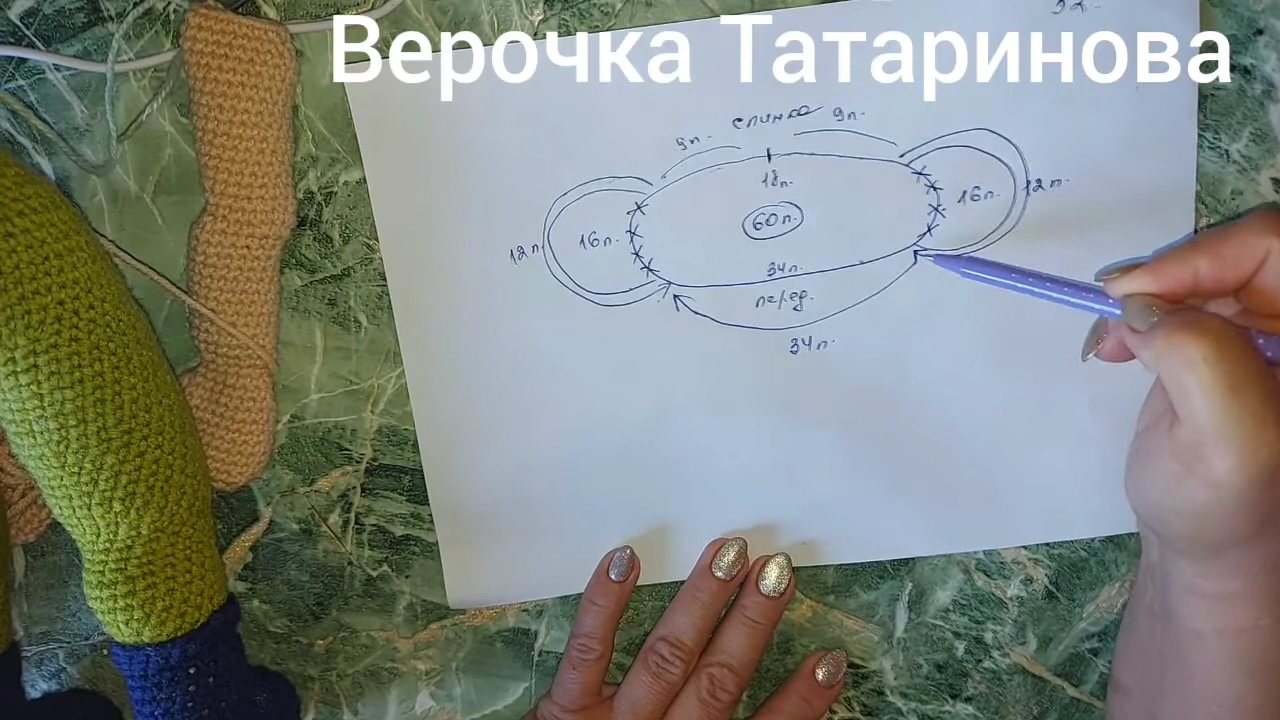 Верочка Татаринова
спинка
9п. 9п.
18п.
12п. 16п. 60п. 16п. 12п.
34п.
перед.
34п.